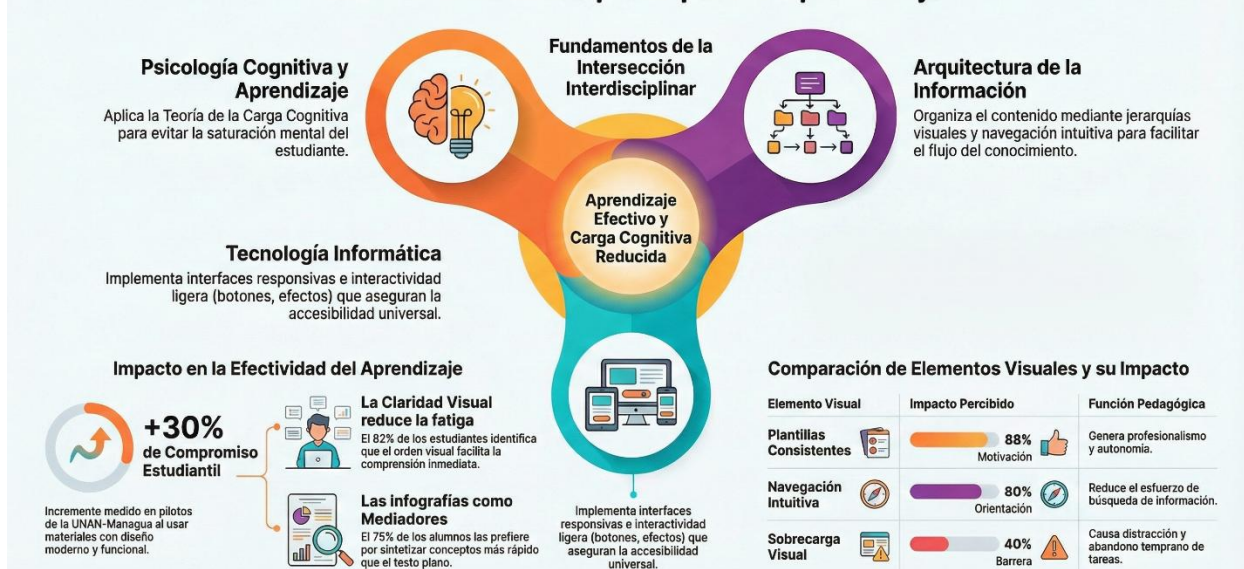 Fundamentos de la
Intersección
Interdisciplinar
Psicología Cognitiva y
Aprendizaje
Aplica la Teoría de la Carga Cognitiva
para evitar la saturación mental del
estudiante.
Arquitectura de la
Información
Organiza el contenido mediante jerarquías
visuales y navegación intuitiva para facilitar
el flujo del conocimiento.
Aprendizaje
Efectivo y
Carga Cognitiva
Reducida
Tecnología Informática
Implementa interfaces responsivas e interactividad
ligera (botones, efectos) que aseguran la
accesibilidad universal.
Impacto en la Efectividad del Aprendizaje
+30%
de Compromiso
Estudiantil
Incremente medido en pilotos
de la UNAN-Managua al usar
materiales con diseño
moderno y funcional.
La Claridad Visual
reduce la fatiga
El 82% de los estudiantes identifica
que el orden visual facilita la
comprensión inmediata.
Las infografías como
Mediadores
El 75% de los alumnos las prefiere
por sintetizar conceptos más rápido
que el testo plano.
Implementa interfaces
responsivas e interactividad
ligera (botones, efectos) que
aseguran la accesibilidad
universal.
Comparación de Elementos Visuales y su Impacto
Elemento Visual Impacto Percibido Función Pedagógica
Plantillas
Consistentes
88%
Motivación
Genera profesionalismo
y autonomía.
Navegación
Intuitiva
80%
Orientación
Reduce el esfuerzo de
búsqueda de información.
Sobrecarga
Visual
40%
Barrera
Causa distracción y
abandono temprano de
tareas.